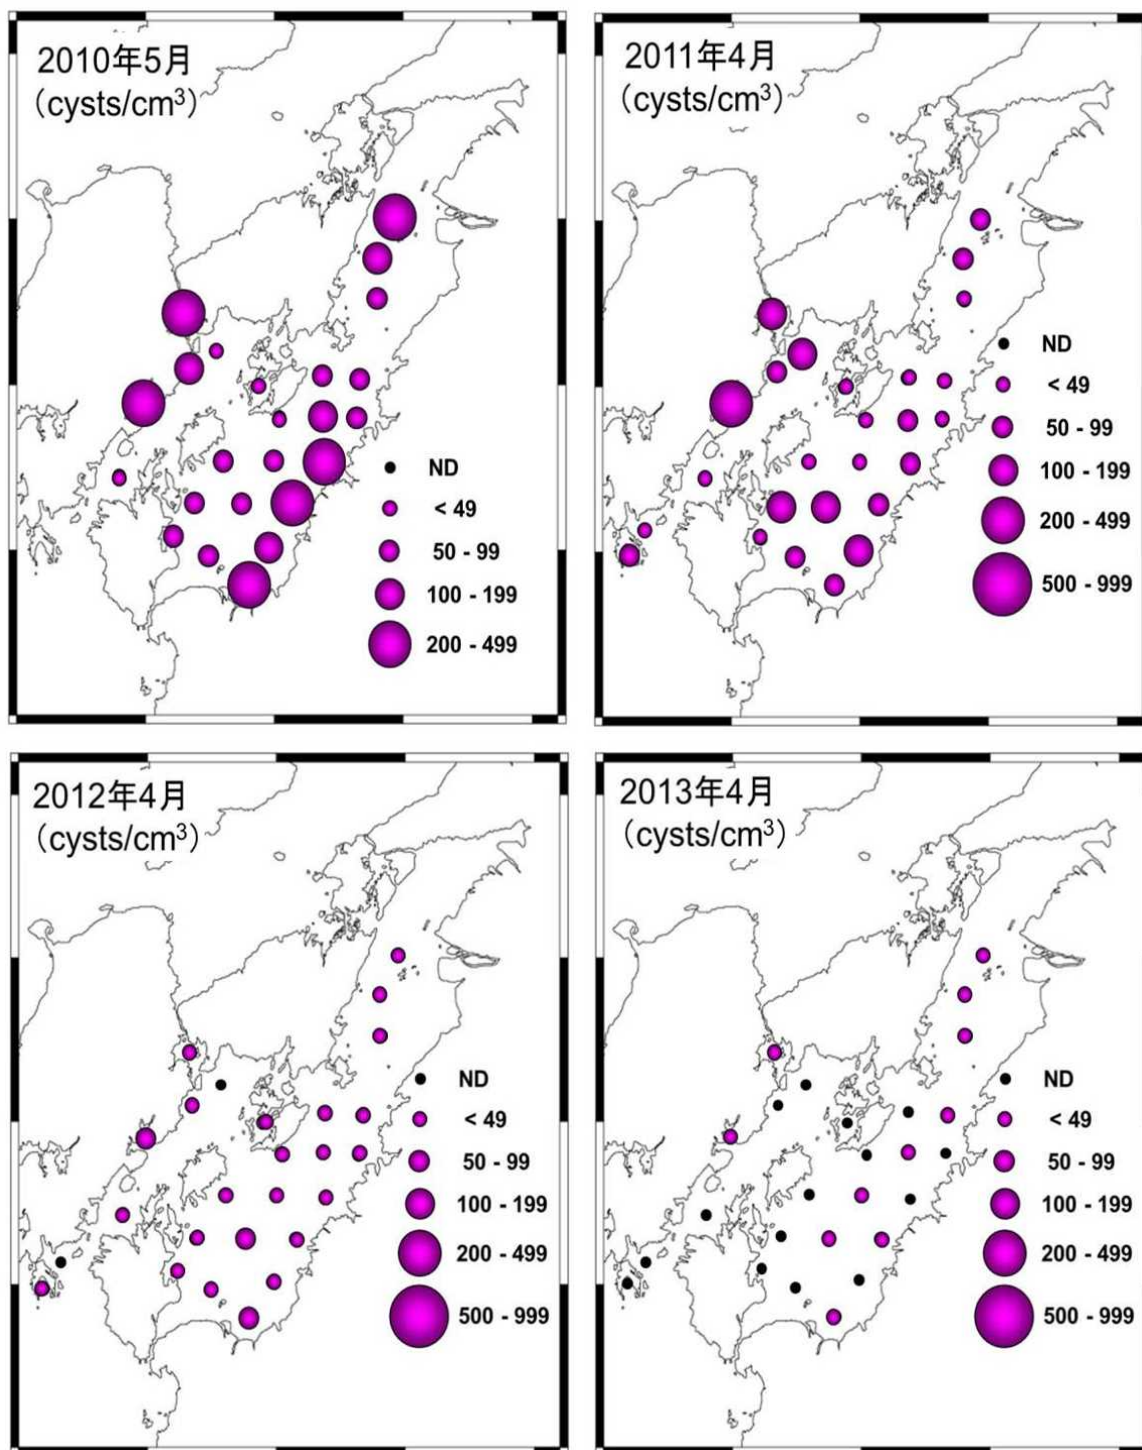 2010年5月
（cysts/cm³）
ND
< 49
50 - 99
100 - 199
200 - 499
2011年4月
（cysts/cm³）
ND
< 49
50 - 99
100 - 199
200 - 499
500 - 999
2012年4月
（cysts/cm³）
ND
< 49
50 - 99
100 - 199
200 - 499
500 - 999
2013年4月
（cysts/cm³）
ND
< 49
50 - 99
100 - 199
200 - 499
500 - 999